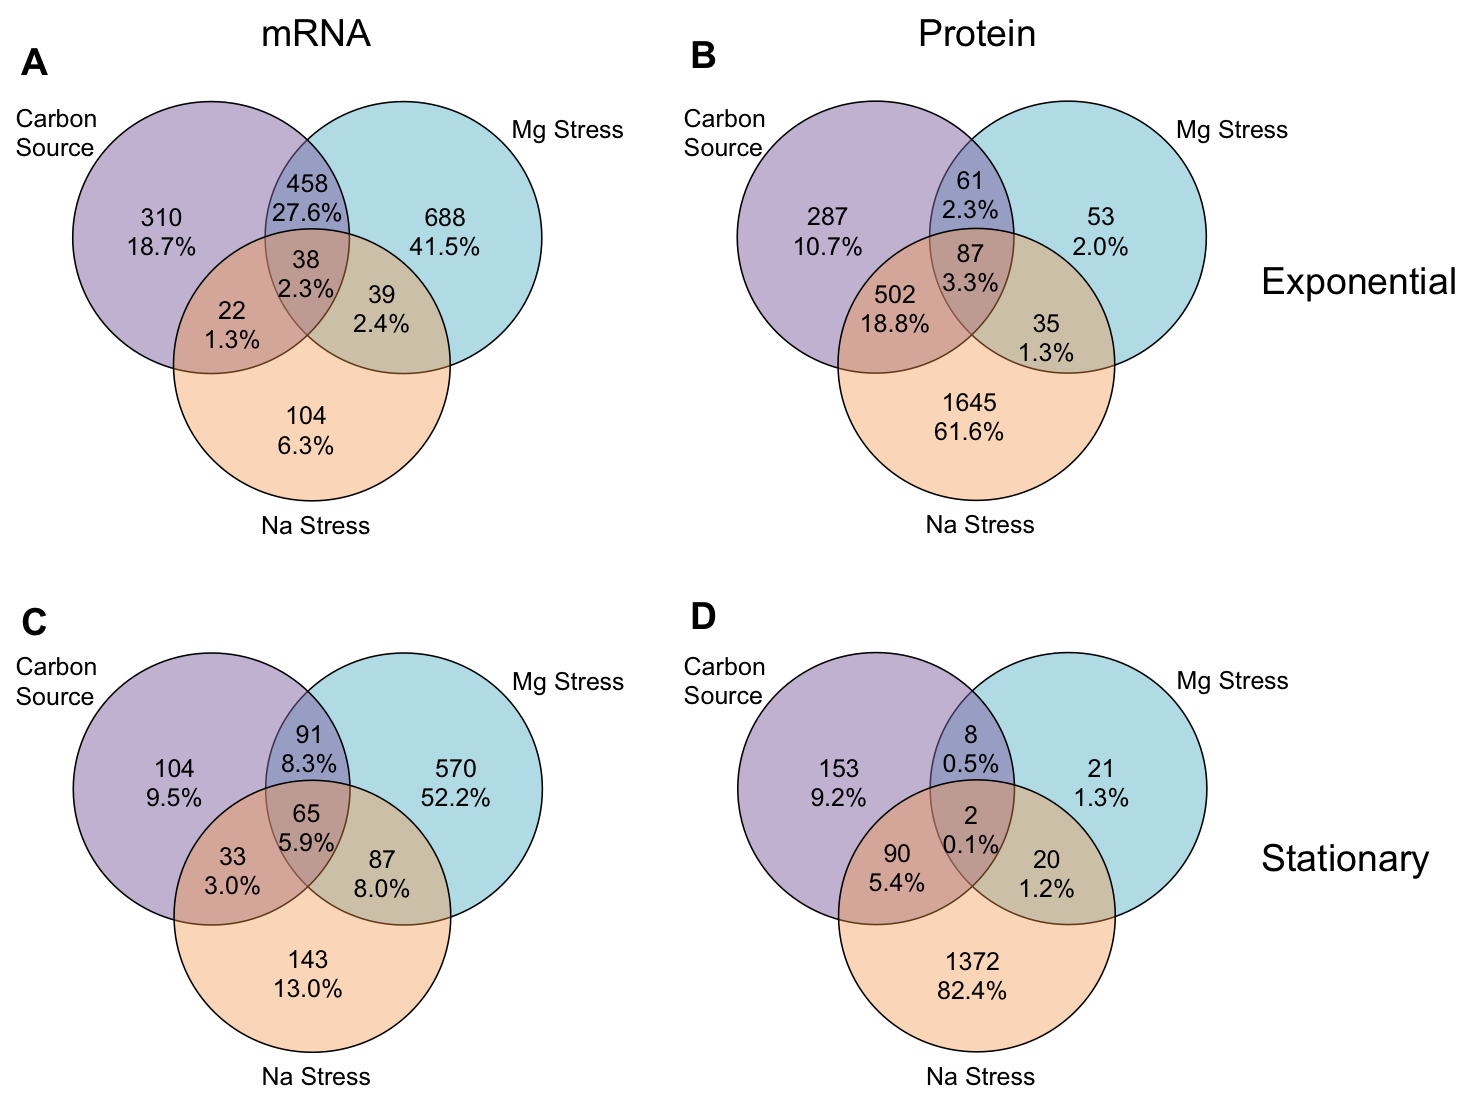 mRNA
Protein
A
Carbon
Source
Mg Stress
458
27.6%
310
18.7%
688
41.5%
38
2.3%
22
1.3%
39
2.4%
104
6.3%
Na Stress
B
Carbon
Source
Mg Stress
61
2.3%
287
10.7%
53
2.0%
87
3.3%
502
18.8%
35
1.3%
1645
61.6%
Na Stress
Exponential
C
Carbon
Source
Mg Stress
91
8.3%
104
9.5%
570
52.2%
65
5.9%
33
3.0%
87
8.0%
143
13.0%
Na Stress
D
Carbon
Source
Mg Stress
8
0.5%
153
9.2%
21
1.3%
2
0.1%
90
5.4%
20
1.2%
1372
82.4%
Na Stress
Stationary